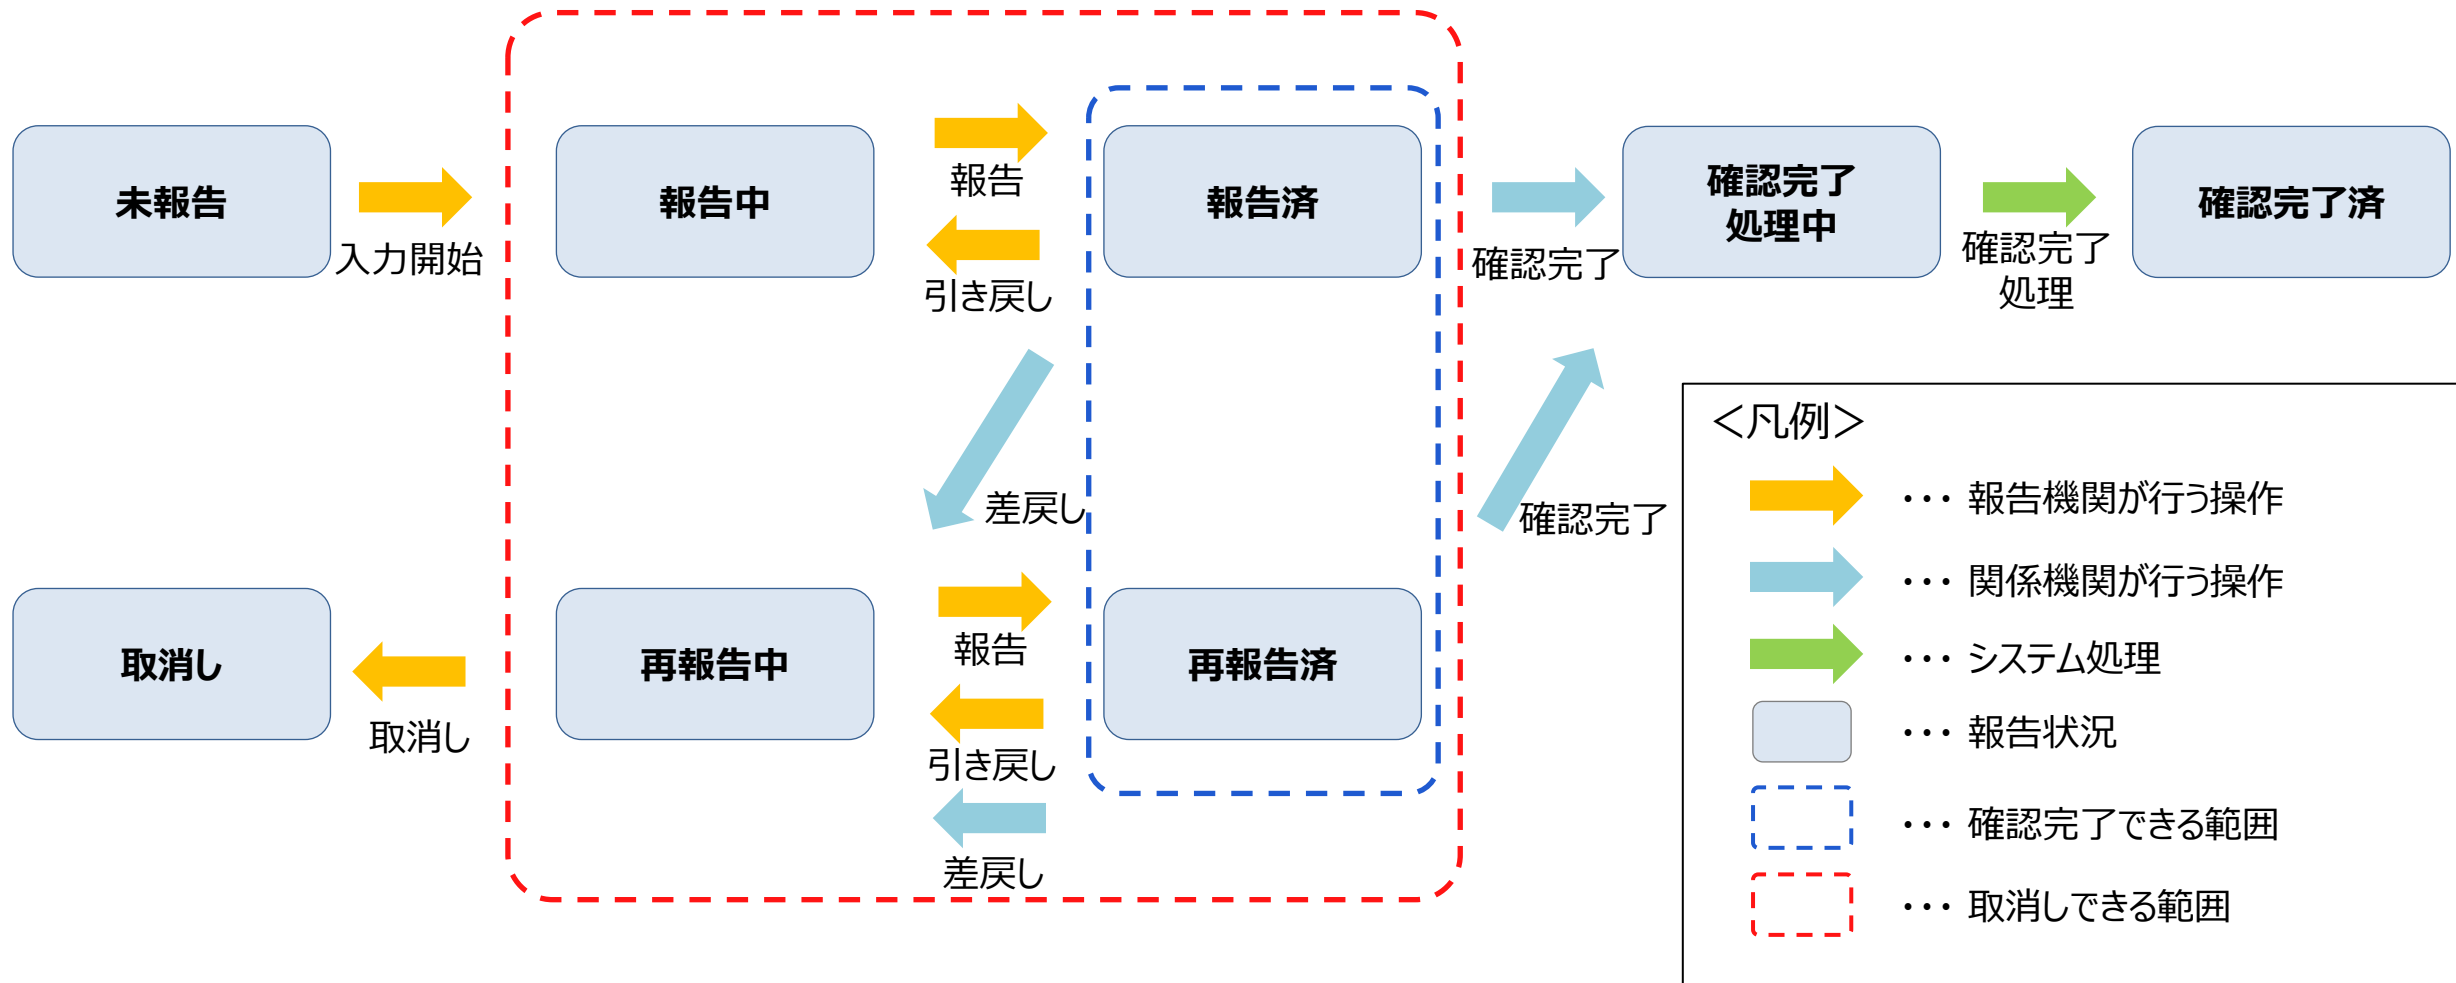 未報告
入力開始
報告中
報告
引き戻し
報告済
確認完了
確認完了
処理中
確認完了
処理
確認完了済
差戻し
確認完了
取消し
取消し
再報告中
報告
引き戻し
差戻し
再報告済
＜凡例＞
・・・ 報告機関が行う操作
・・・ 関係機関が行う操作
・・・ システム処理
・・・ 報告状況
・・・ 確認完了できる範囲
・・・ 取消しできる範囲